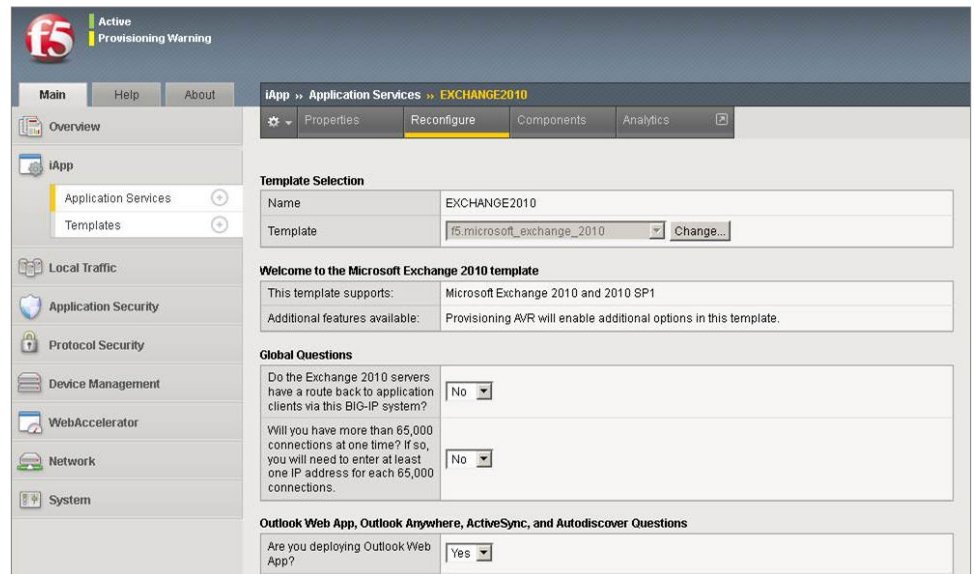 f5
Active
Provisioning Warning
Main
Help
About
Overview
iApp
Application Services
Templates
Local Traffic
Application Security
Protocol Security
Device Management
WebAccelerator
Network
System
iApp ›› Application Services ›› EXCHANGE2010
Properties
Reconfigure
Components
Analytics
Template Selection
Name
EXCHANGE2010
Template
f5.microsoft_exchange_2010
Change...
Welcome to the Microsoft Exchange 2010 template
This template supports:
Microsoft Exchange 2010 and 2010 SP1
Additional features available:
Provisioning AVR will enable additional options in this template.
Global Questions
Do the Exchange 2010 servers
have a route back to application
clients via this BIG-IP system?
No
Will you have more than 65,000
connections at one time? If so,
you will need to enter at least
one IP address for each 65,000
connections.
No
Outlook Web App, Outlook Anywhere, ActiveSync, and Autodiscover Questions
Are you deploying Outlook Web
App?
Yes